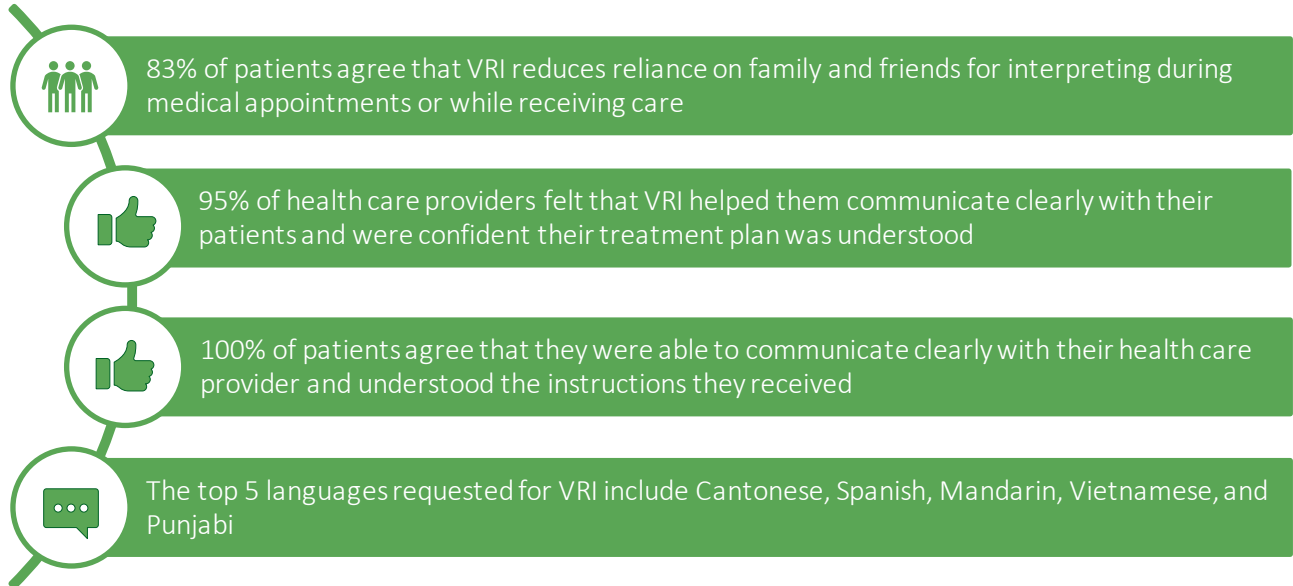 83% of patients agree that VRI reduces reliance on family and friends for interpreting during
medical appointments or while receiving care
95% of health care providers felt that VRI helped them communicate clearly with their
patients and were confident their treatment plan was understood
100% of patients agree that they were able to communicate clearly with their health care
provider and understood the instructions they received
The top 5 languages requested for VRI include Cantonese, Spanish, Mandarin, Vietnamese, and
Punjabi